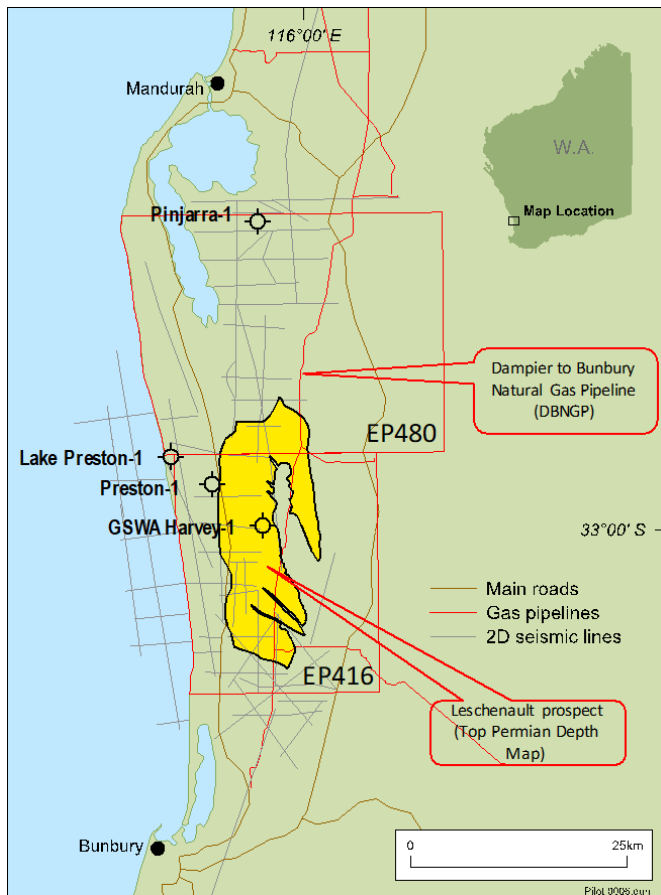 116°00' E
Mandurah
W.A.
Map Location
Pinjarra-1
Dampier to Bunbury
Natural Gas Pipeline
(DBNGP)
EP480
Lake Preston-1
Preston-1
GSWA Harvey-1
33°00' S
Main roads
Gas pipelines
2D seismic lines
EP416
Leschenault prospect
(Top Permian Depth
Map)
Bunbury
0
25km